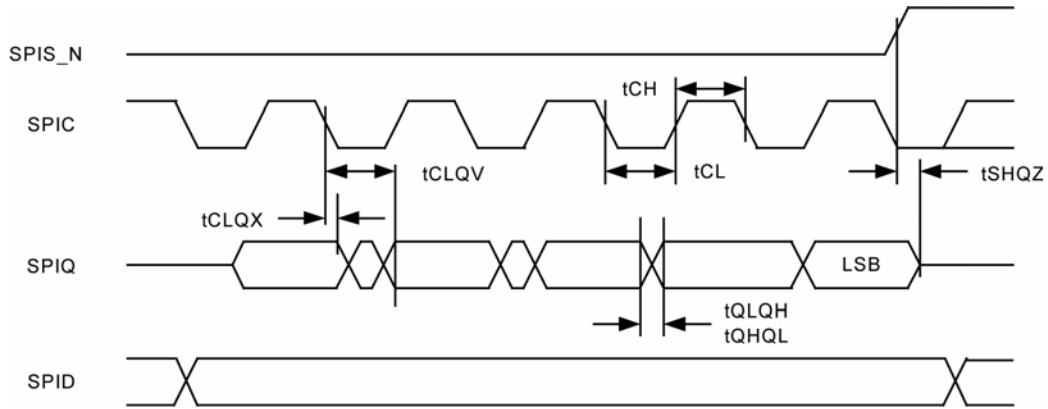 SPIS_N
tCH
SPIC
tCLQV
tCL
tSHQZ
tCLQX
SPIQ
LSB
tQLQH
tQHQL
SPID